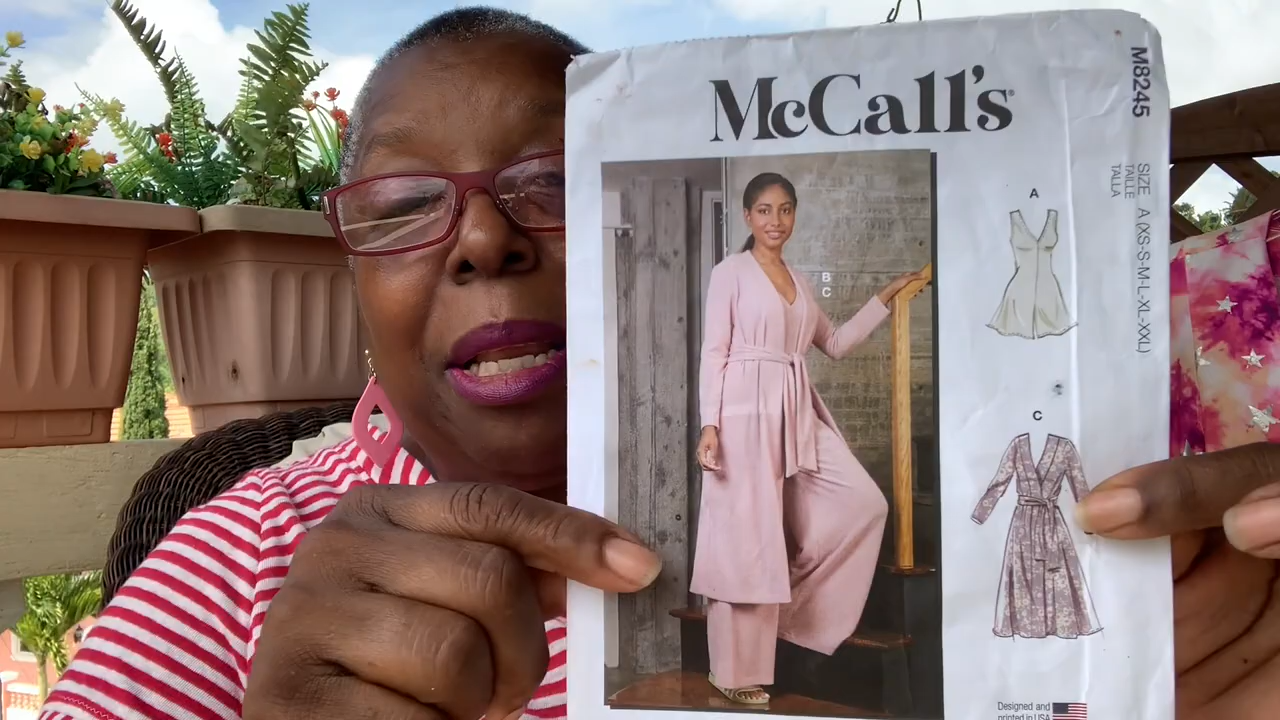 McCall's®
M8245
SIZE A(XS-S-M-L-XL-XXL)
TAILLE
TALLA
A
B
C
C
Designed and
printed in USA